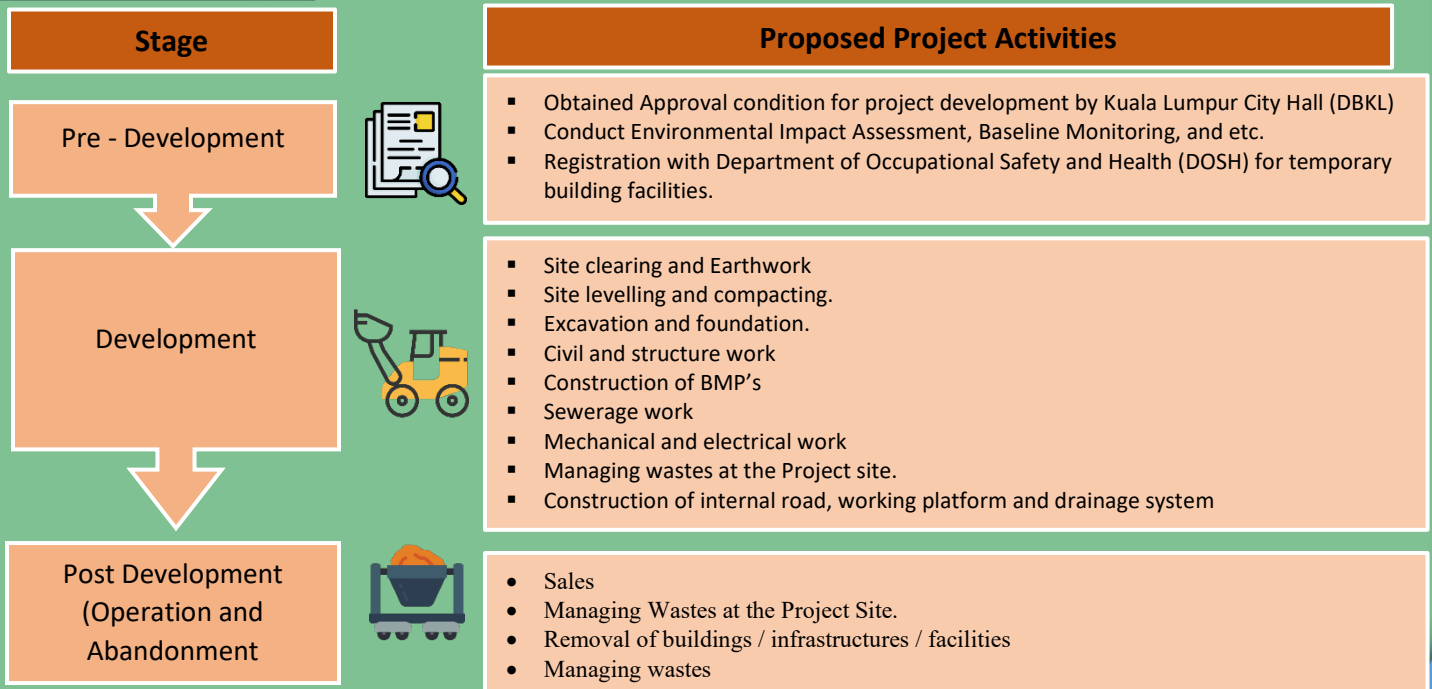 Stage
Proposed Project Activities
Pre - Development
▪ Obtained Approval condition for project development by Kuala Lumpur City Hall (DBKL)
▪ Conduct Environmental Impact Assessment, Baseline Monitoring, and etc.
▪ Registration with Department of Occupational Safety and Health (DOSH) for temporary
building facilities.
Development
▪ Site clearing and Earthwork
▪ Site levelling and compacting.
▪ Excavation and foundation.
▪ Civil and structure work
▪ Construction of BMP’s
▪ Sewerage work
▪ Mechanical and electrical work
▪ Managing wastes at the Project site.
▪ Construction of internal road, working platform and drainage system
Post Development
(Operation and
Abandonment
• Sales
• Managing Wastes at the Project Site.
• Removal of buildings / infrastructures / facilities
• Managing wastes